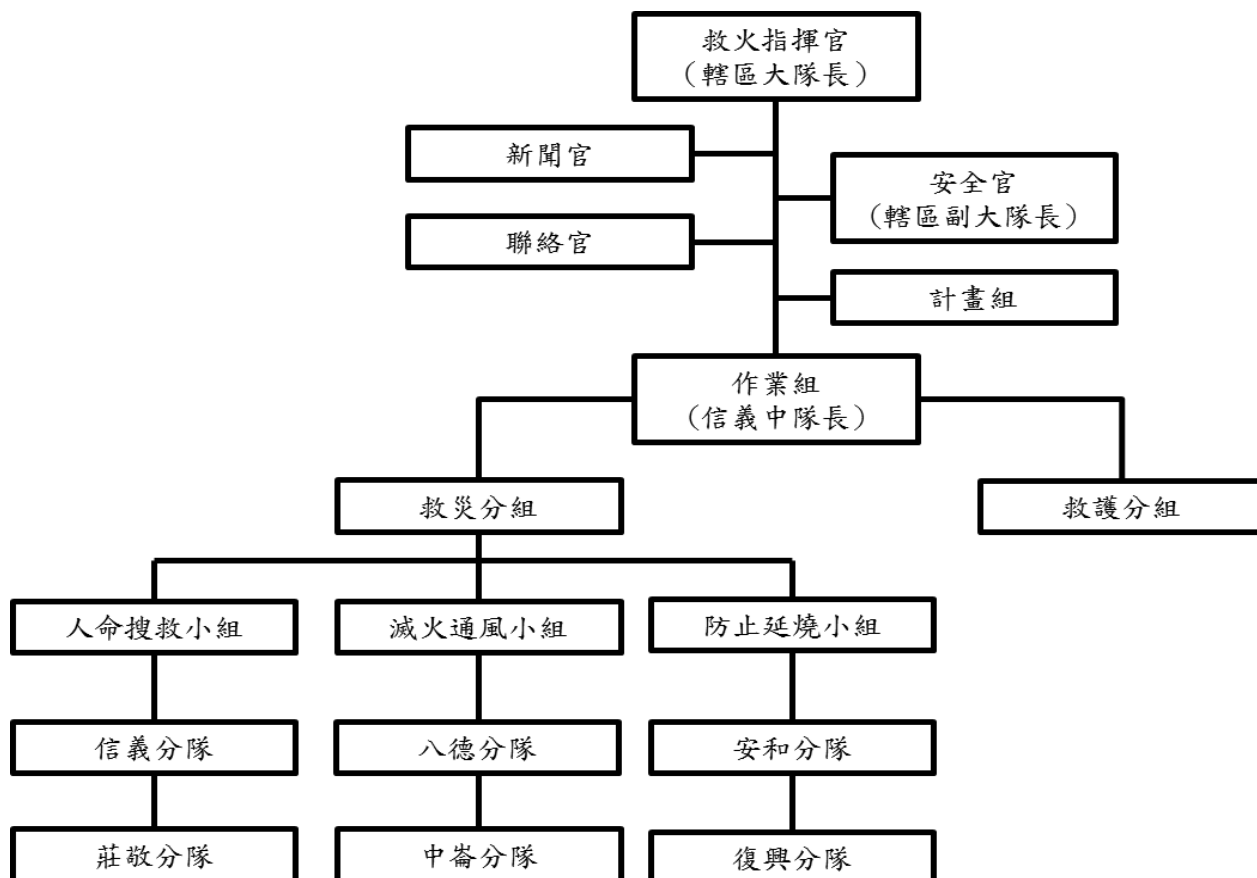 救火指揮官
(轄區大隊長)
新聞官
安全官
(轄區副大隊長)
聯絡官
計畫組
作業組
(信義中隊長)
救災分組
救護分組
人命搜救小組
滅火通風小組
防止延燒小組
信義分隊
八德分隊
安和分隊
莊敬分隊
中崙分隊
復興分隊